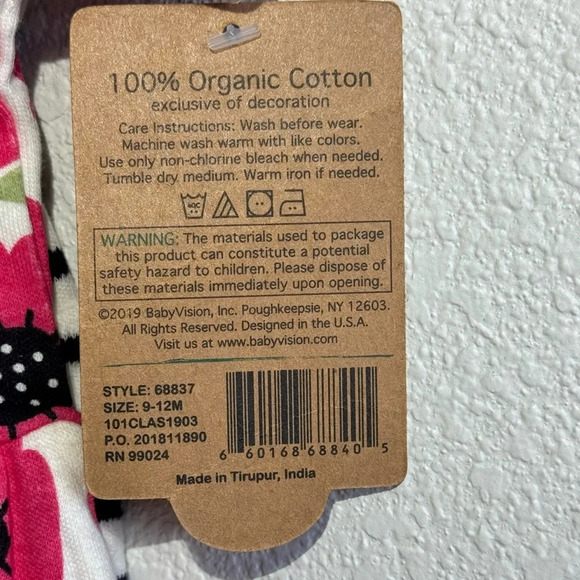 100% Organic Cotton
exclusive of decoration
Care Instructions: Wash before wear.
Machine wash warm with like colors.
Use only non-chlorine bleach when needed.
Tumble dry medium. Warm iron if needed.
40C
WARNING: The materials used to package
this product can constitute a potential
safety hazard to children. Please dispose of
these materials immediately upon opening.
©2019 BabyVision, Inc. Poughkeepsie, NY 12603.
All Rights Reserved. Designed in the U.S.A.
Visit us at www.babyvision.com
STYLE: 68837
SIZE: 9-12M
101CLAS1903
P.O. 201811890
RN 99024
6 60168 68840 5
Made in Tirupur, India